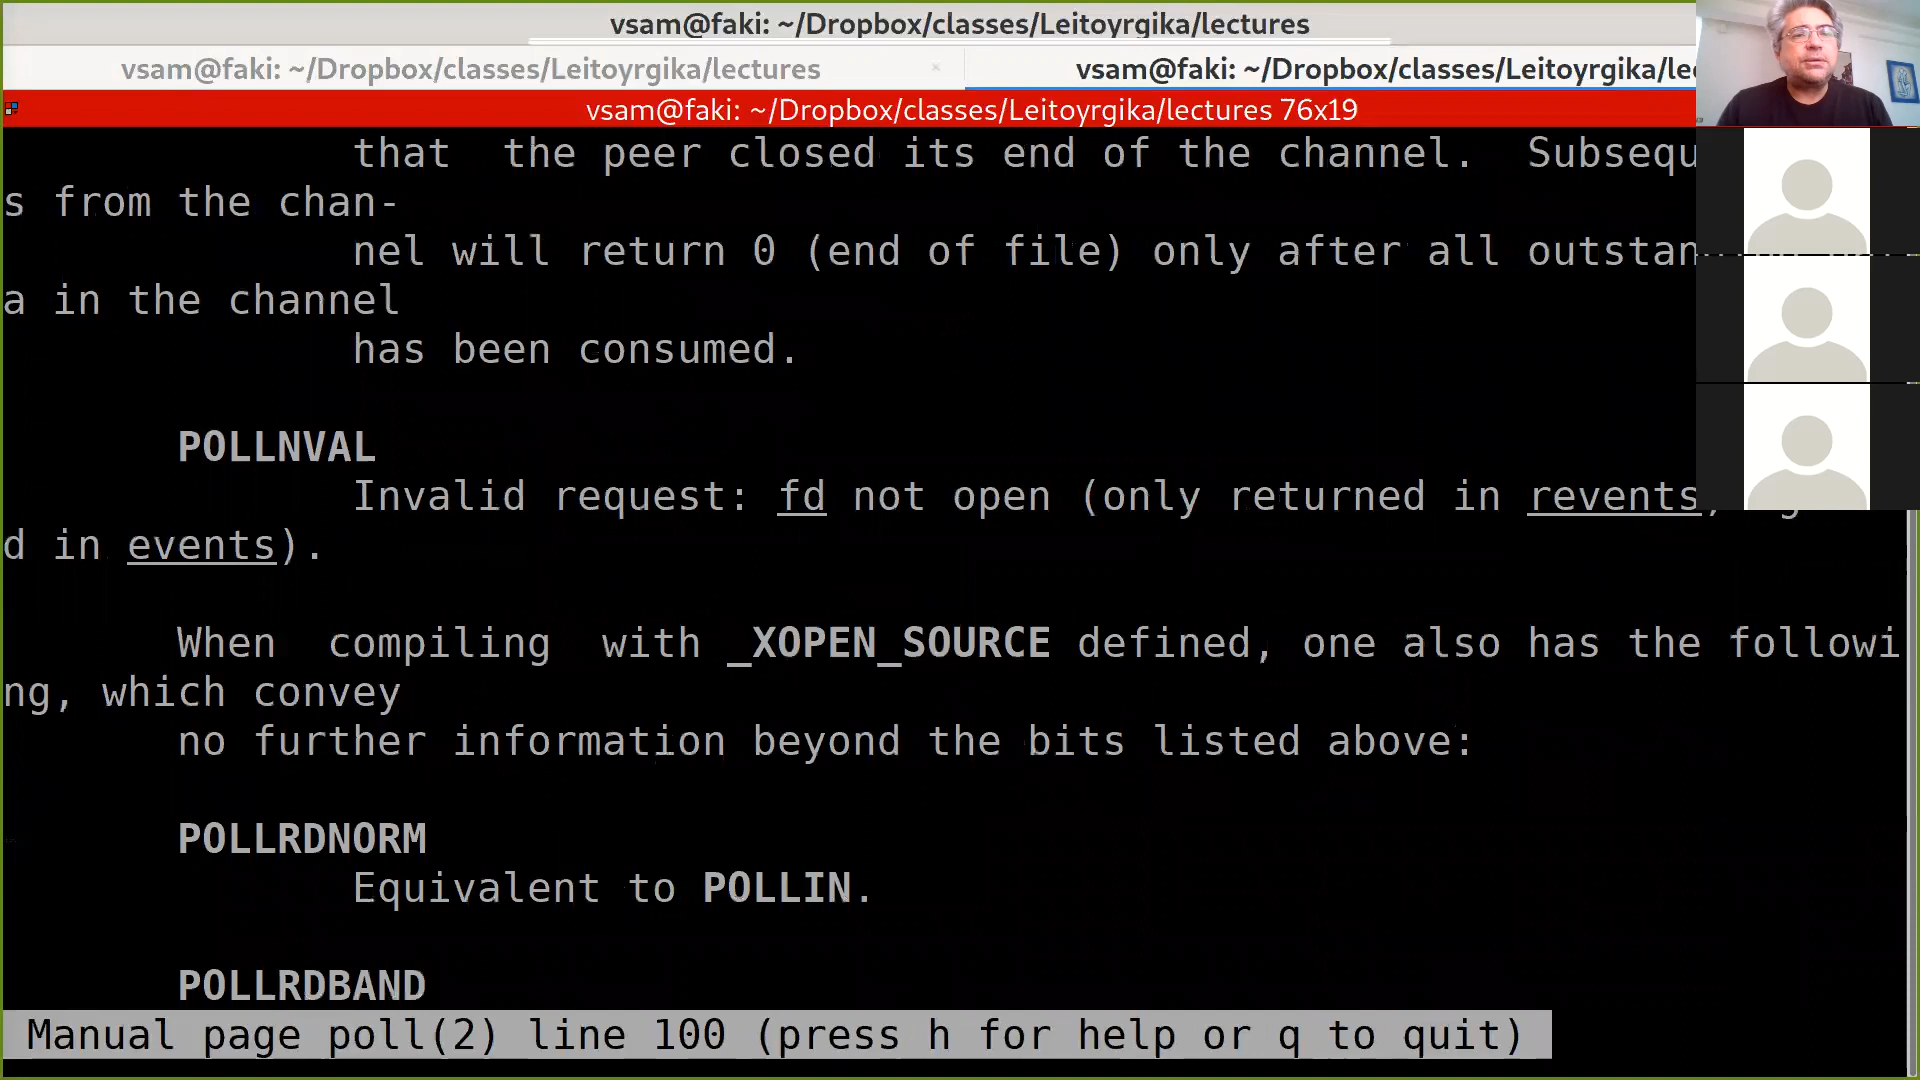 vsam@faki: ~/Dropbox/classes/Leitoyrgika/lectures
vsam@faki: ~/Dropbox/classes/Leitoyrgika/lectures × vsam@faki: ~/Dropbox/classes/Leitoyrgika/lec
vsam@faki: ~/Dropbox/classes/Leitoyrgika/lectures 76x19
that the peer closed its end of the channel. Subsequ
s from the chan-
nel will return 0 (end of file) only after all outstan
a in the channel
has been consumed.
POLLNVAL
Invalid request: fd not open (only returned in revents,
d in events).
When compiling with _XOPEN_SOURCE defined, one also has the followi
ng, which convey
no further information beyond the bits listed above:
POLLRDNORM
Equivalent to POLLIN.
POLLRDBAND
Manual page poll(2) line 100 (press h for help or q to quit)